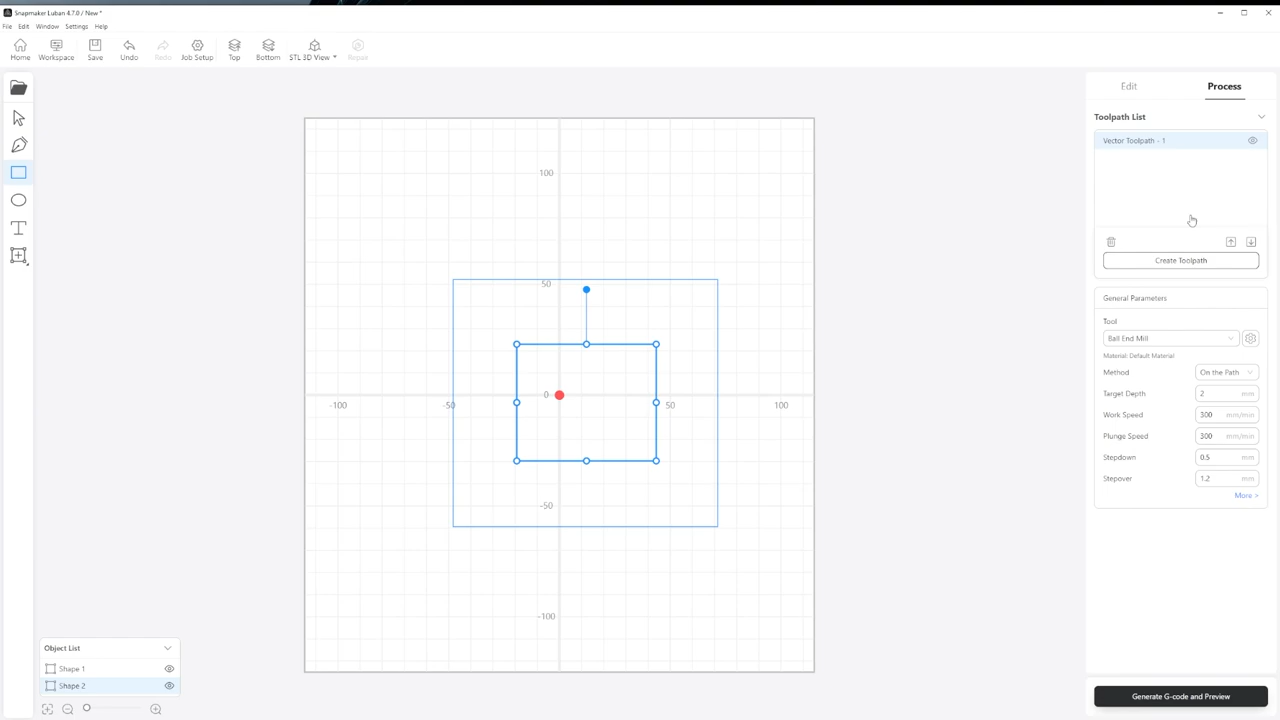 Snapmaker Luban 4.7.0 / New *
File Edit Window Settings Help
Home Workspace Save Undo Redo Job Setup Top Bottom STL 3D View Repair
Edit Process
Toolpath List
Vector Toolpath - 1
Create Toolpath
General Parameters
Tool
Ball End Mill
Material: Default Material
Method On the Path
Target Depth 2 mm
Work Speed 300 mm/min
Plunge Speed 300 mm/min
Stepdown 0.5 mm
Stepover 1.2 mm
More >
Generate G-code and Preview
100
50
0
-100 -50 50 100
-50
-100
Object List
Shape 1
Shape 2